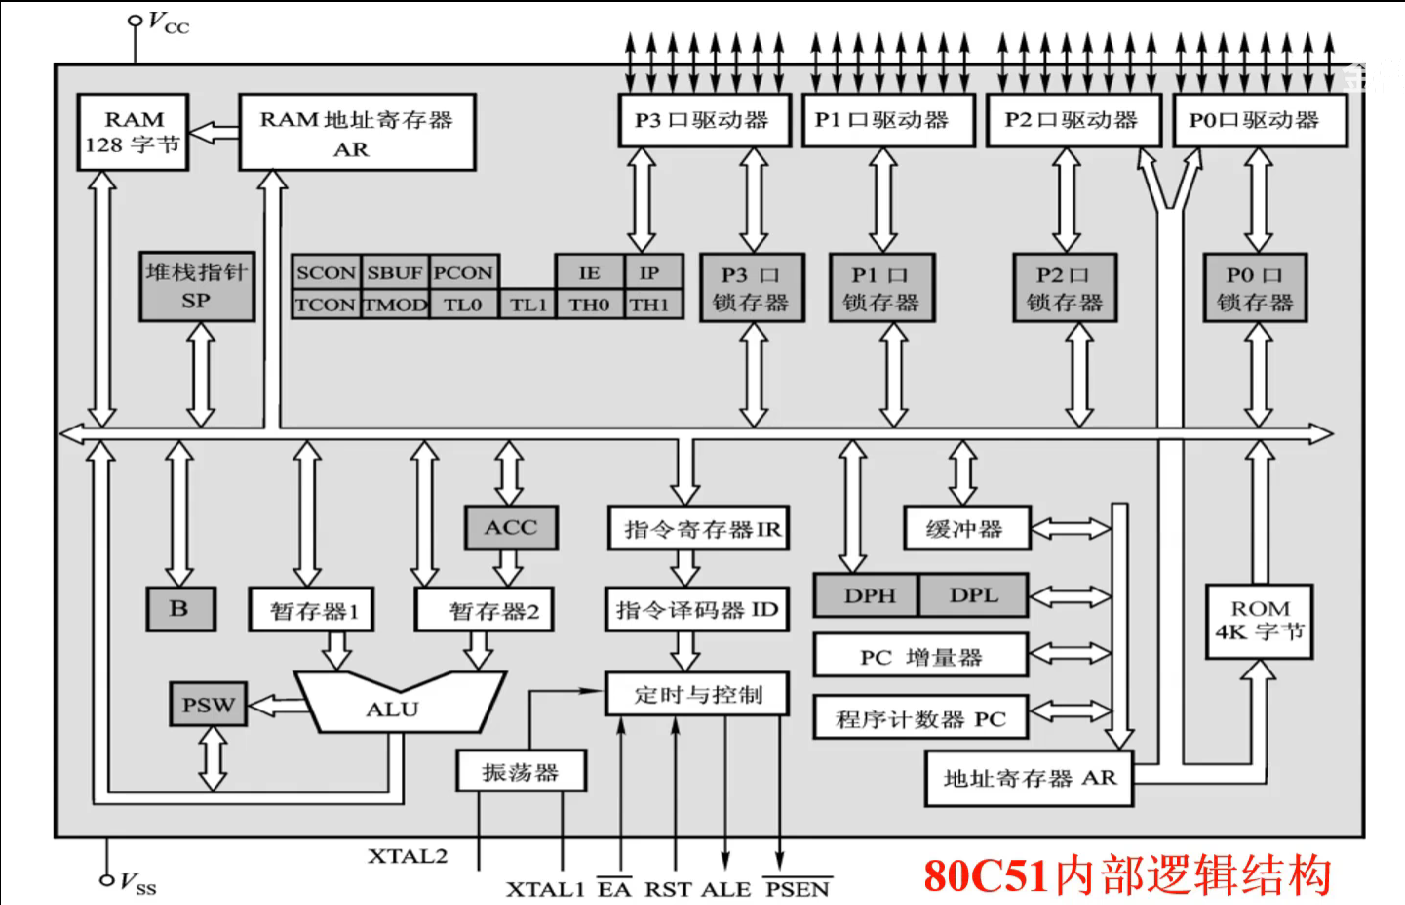 VCC
RAM
128 字节
RAM 地址寄存器
AR
P3 口驱动器
P1 口驱动器
P2 口驱动器
P0 口驱动器
堆栈指针
SP
SCON SBUF PCON IE IP
TCON TMOD TL0 TL1 TH0 TH1
P3 口
锁存器
P1 口
锁存器
P2 口
锁存器
P0 口
锁存器
ACC
指令寄存器 IR
缓冲器
B
暂存器1
暂存器2
指令译码器 ID
DPH DPL
ROM
4K 字节
PC 增量器
PSW
ALU
定时与控制
程序计数器 PC
振荡器
地址寄存器 AR
XTAL2
XTAL1 EA RST ALE PSEN
VSS
80C51内部逻辑结构